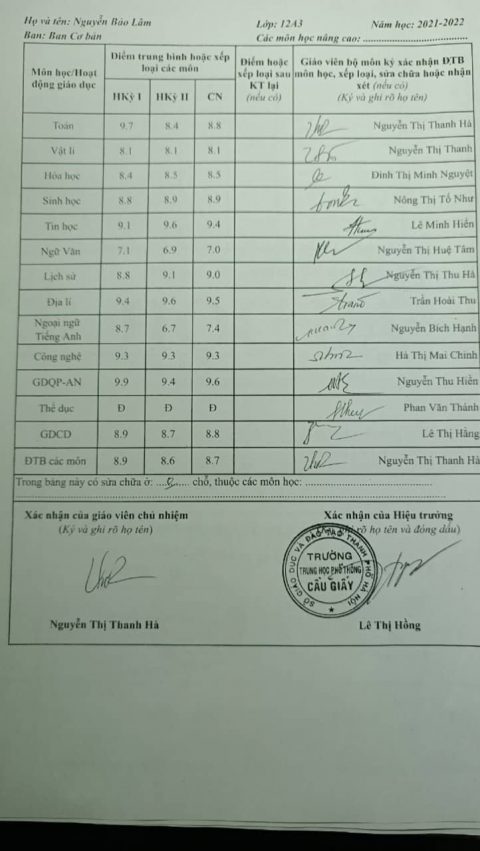 Họ và tên: Nguyễn Bảo Lâm Lớp: 12A3 Năm học: 2021-2022
Ban: Ban Cơ bản Các môn học nâng cao: ..............................
Môn học/Hoạt động giáo dục Điểm trung bình hoặc xếp loại các môn Điểm hoặc xếp loại sau KT lại (nếu có) Giáo viên bộ môn ký xác nhận ĐTB môn học, xếp loại, sửa chữa hoặc nhận xét (nếu có) (Ký và ghi rõ họ tên)
HKỳ I HKỳ II CN
Toán 9.7 8.4 8.8 Nguyễn Thị Thanh Hà
Vật lí 8.1 8.1 8.1 Nguyễn Thị Thanh
Hóa học 8.4 8.5 8.5 Đinh Thị Minh Nguyệt
Sinh học 8.8 8.9 8.9 Nông Thị Tố Như
Tin học 9.1 9.6 9.4 Lê Minh Hiền
Ngữ Văn 7.1 6.9 7.0 Nguyễn Thị Huệ Tâm
Lịch sử 8.8 9.1 9.0 Nguyễn Thị Thu Hà
Địa lí 9.4 9.6 9.5 Trần Hoài Thu
Ngoại ngữ Tiếng Anh 8.7 6.7 7.4 Nguyễn Bích Hạnh
Công nghệ 9.3 9.3 9.3 Hà Thị Mai Chinh
GDQP-AN 9.9 9.4 9.6 Nguyễn Thu Hiền
Thể dục Đ Đ Đ Phan Văn Thành
GDCD 8.9 8.7 8.8 Lê Thị Hằng
ĐTB các môn 8.9 8.6 8.7 Nguyễn Thị Thanh Hà
Trong bảng này có sửa chữa ở: ....0..... chỗ, thuộc các môn học: ..............................
Xác nhận của giáo viên chủ nhiệm Xác nhận của Hiệu trưởng
(Ký và ghi rõ họ tên) rõ họ tên và đóng dấu)
SỞ GIÁO DỤC VÀ ĐÀO TẠO THÀNH PHỐ HÀ NỘI
TRƯỜNG
TRUNG HỌC PHỔ THÔNG
CẦU GIẤY
Nguyễn Thị Thanh Hà Lê Thị Hồng